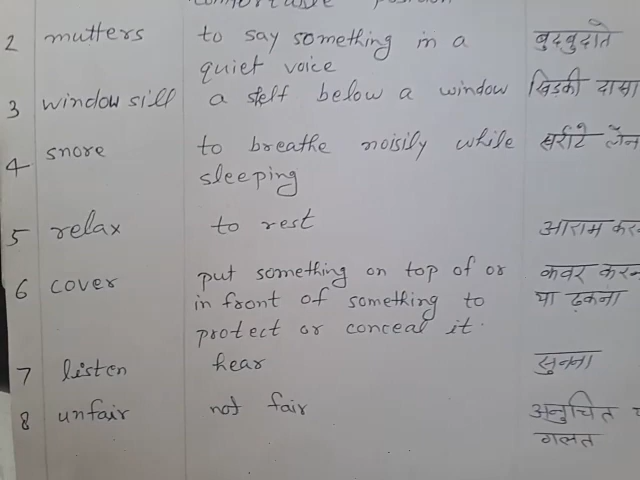 2 mutters to say something in a बुदबुदाते
quiet voice
3 window sill a below a window खिड़की दासा
4 snore to breathe noisily while खर्राटे
sleeping
5 relax to rest आराम
6 cover put something on top of or कवर
in front of something to या ढ़कना
protect or conceal it.
7 listen hear सुनना
8 unfair not fair अनुचित
गलत